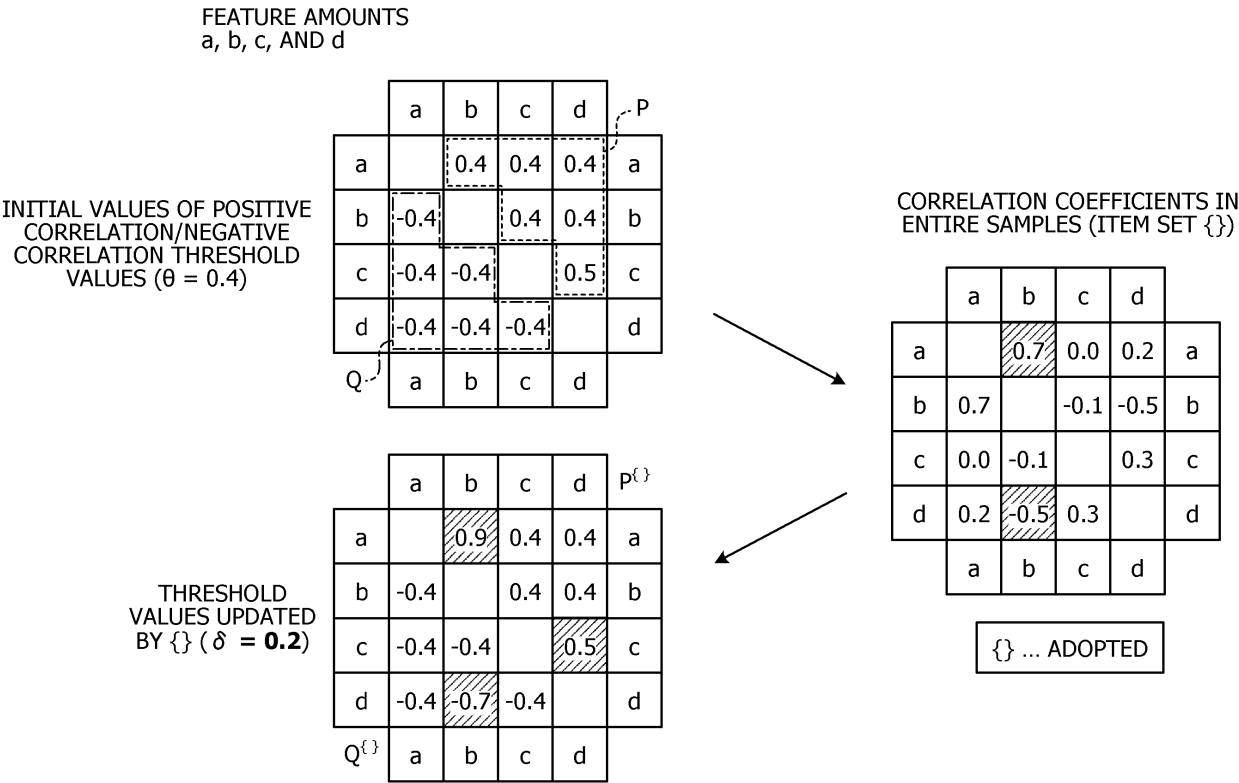 FEATURE AMOUNTS
a, b, c, AND d
a b c d
P
a 0.4 0.4 0.4 a
b -0.4 0.4 0.4 b
c -0.4 -0.4 0.5 c
d -0.4 -0.4 -0.4 d
Q
a b c d
INITIAL VALUES OF POSITIVE
CORRELATION/NEGATIVE
CORRELATION THRESHOLD
VALUES (θ = 0.4)
CORRELATION COEFFICIENTS IN
ENTIRE SAMPLES (ITEM SET {})
a b c d
a 0.7 0.0 0.2 a
b 0.7 -0.1 -0.5 b
c 0.0 -0.1 0.3 c
d 0.2 -0.5 0.3 d
a b c d
{} ... ADOPTED
a b c d P{ }
a 0.9 0.4 0.4 a
b -0.4 0.4 0.4 b
c -0.4 -0.4 0.5 c
d -0.4 -0.7 -0.4 d
Q{ } a b c d
THRESHOLD
VALUES UPDATED
BY {} (δ = 0.2)